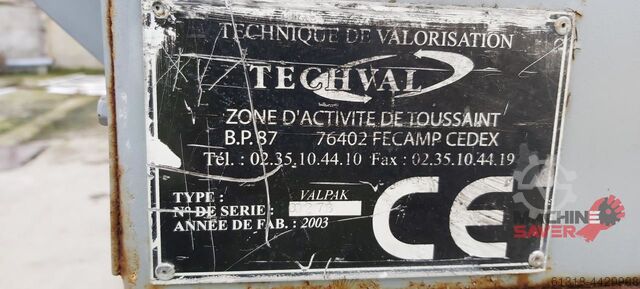 TECHNIQUE DE VALORISATION
TECHVAL
ZONE D'ACTIVITE DE TOUSSAINT
B.P. 87 76402 FECAMP CEDEX
Tél. : 02.35.10.44.10 Fax : 02.35.10.44.19
TYPE : VALPAK
N° DE SERIE :
ANNÉE DE FAB. : 2003
CE
MACHINE
SAVER